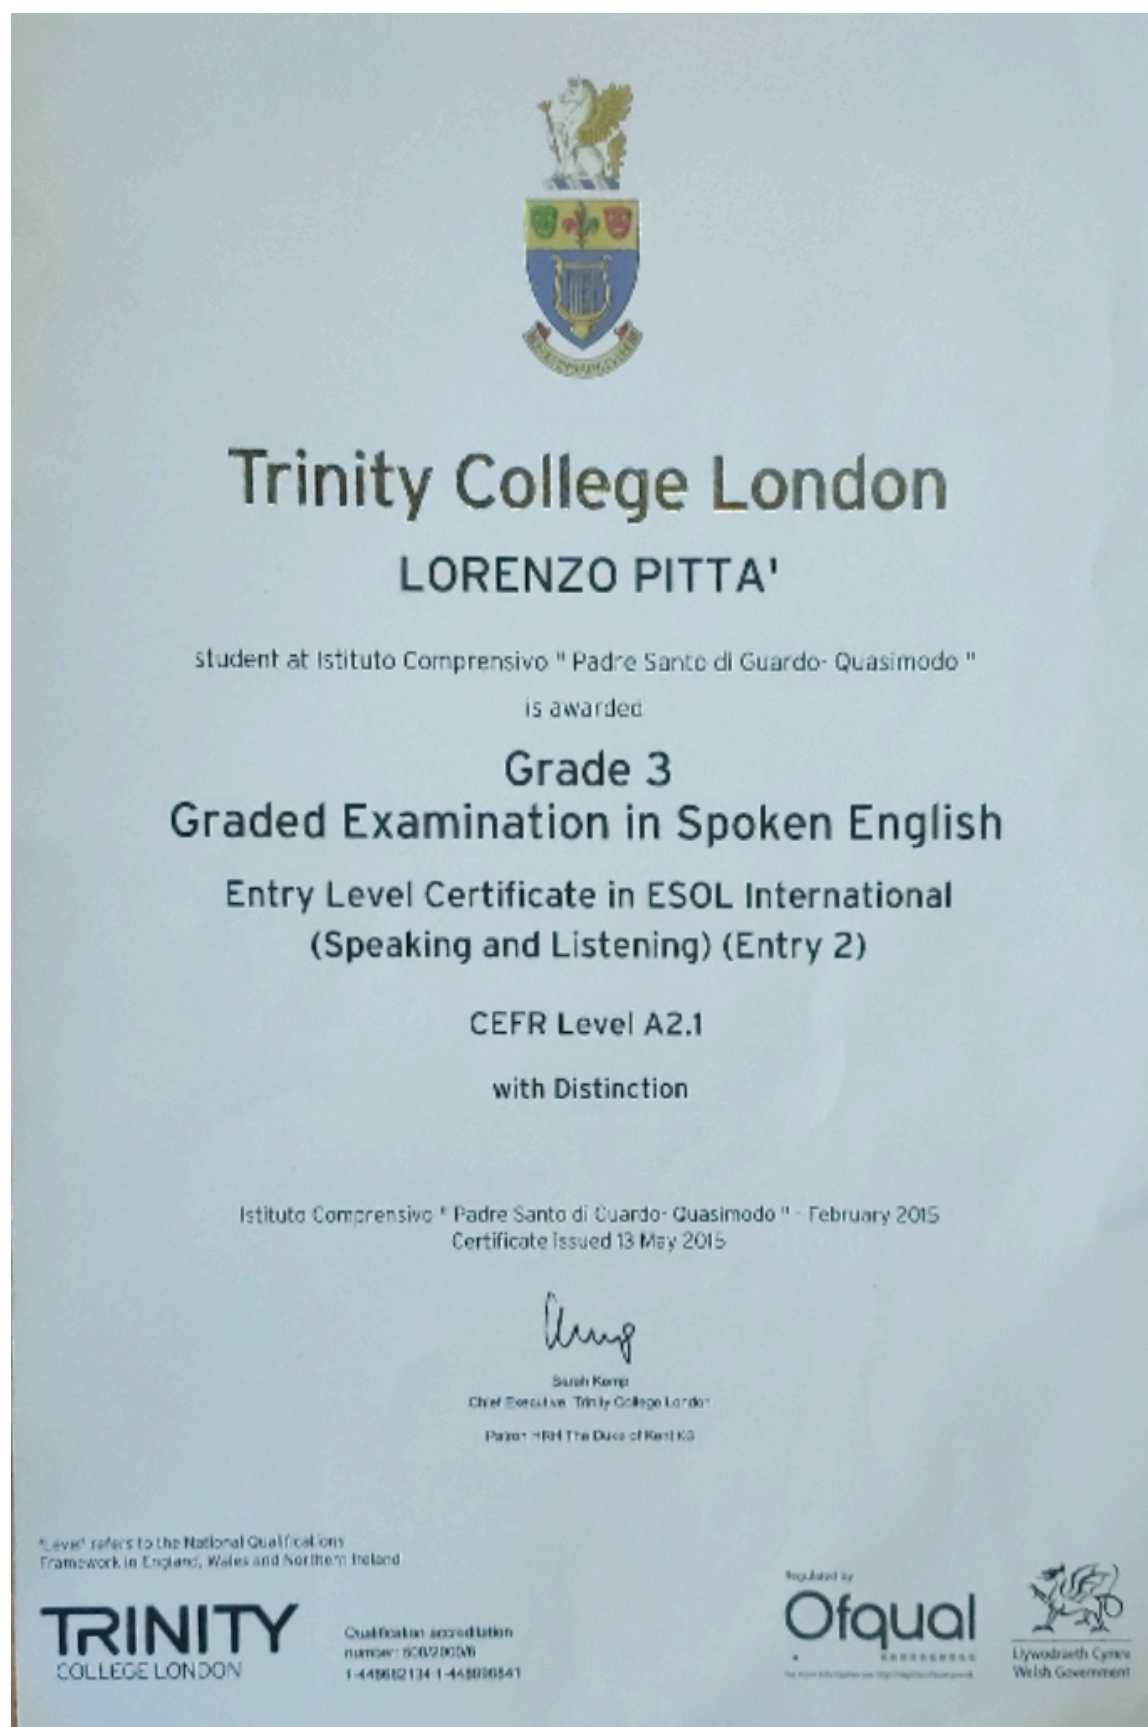 Trinity College London
LORENZO PITTA'
student at Istituto Comprensivo " Padre Santo di Guardo- Quasimodo "
is awarded
Grade 3
Graded Examination in Spoken English
Entry Level Certificate in ESOL International
(Speaking and Listening) (Entry 2)
CEFR Level A2.1
with Distinction
Istituto Comprensivo " Padre Santo di Guardo- Quasimodo " - February 2015
Certificate issued 13 May 2015
Sarah Kemp
Chief Executive, Trinity College London
Patron HRH The Duke of Kent KG
"Level" refers to the National Qualifications
Framework in England, Wales and Northern Ireland
TRINITY
COLLEGE LONDON
Qualification accreditation
number:
Regulated by
Ofqual
Llywodraeth Cymru
Welsh Government